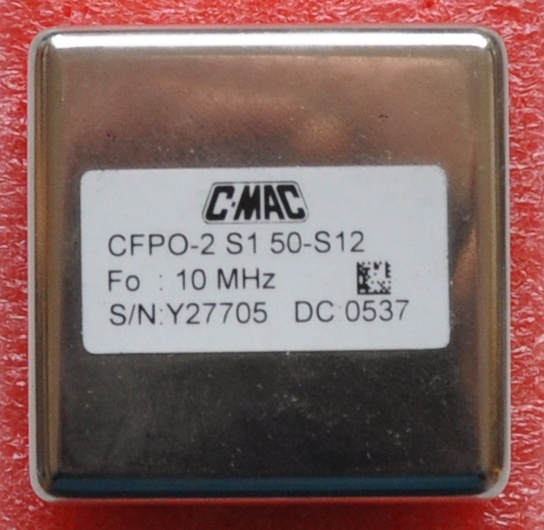 C·MAC
CFPO-2 S1 50-S12
Fo : 10 MHz
S/N:Y27705 DC:0537